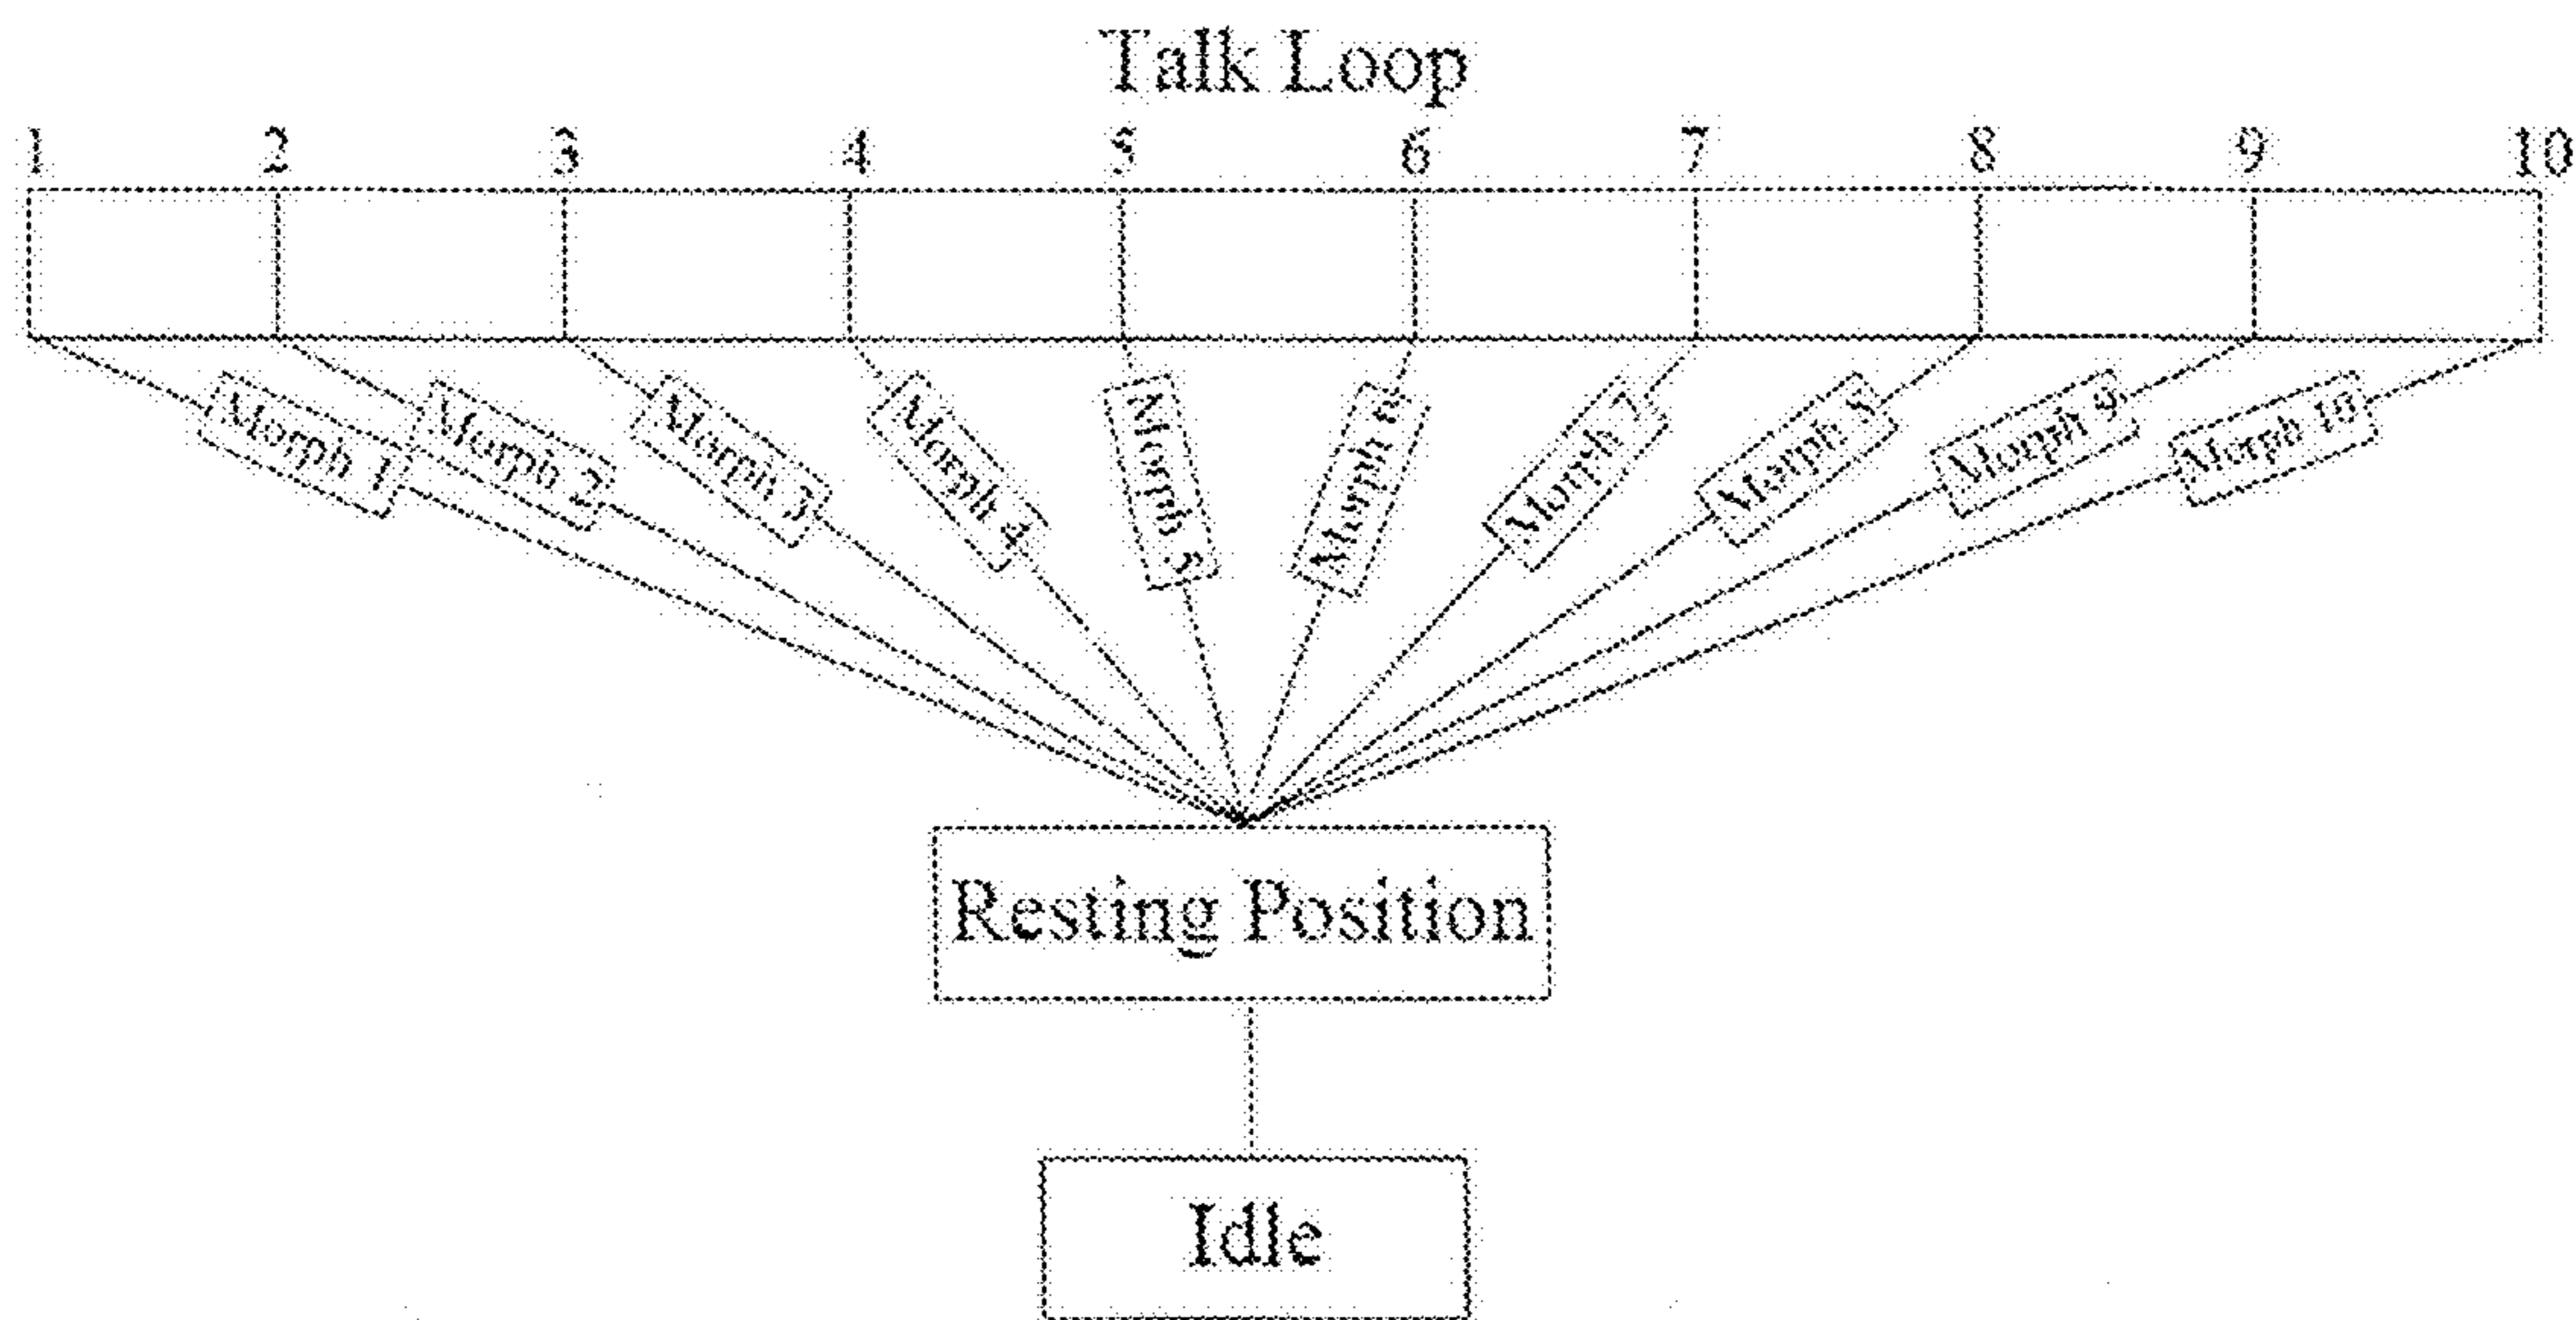 Talk Loop
1 2 3 4 5 6 7 8 9 10
Morph 1
Morph 2
Morph 3
Morph 4
Morph 5
Morph 6
Morph 7
Morph 8
Morph 9
Morph 10
Resting Position
Idle